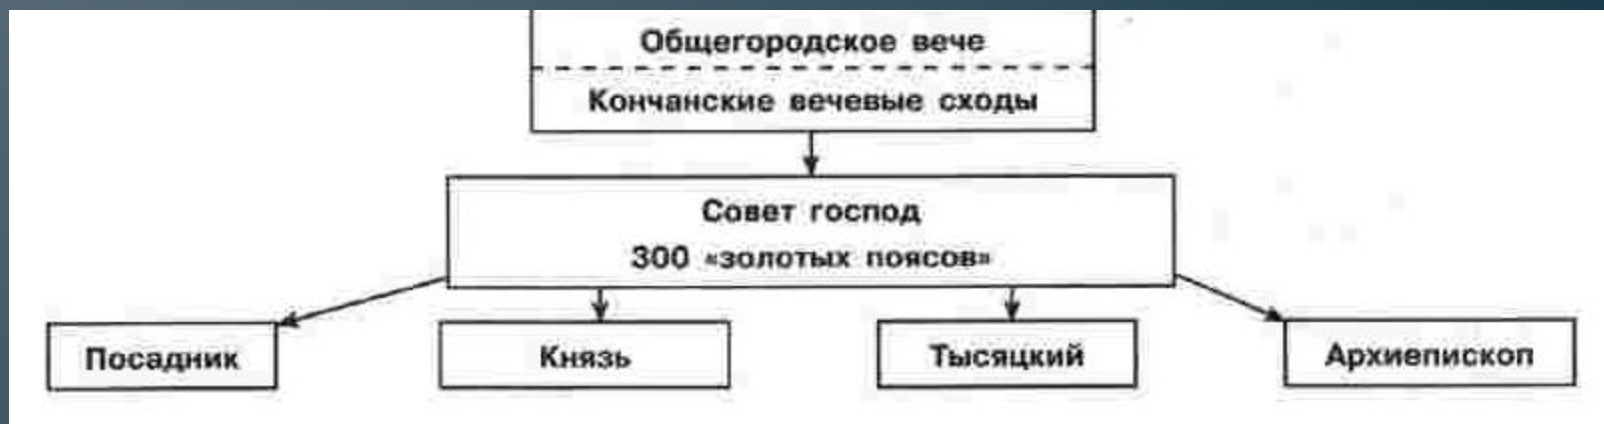 Общегородское вече
Кончанские вечевые сходы
Совет господ
300 «золотых поясов»
Посадник
Князь
Тысяцкий
Архиепископ